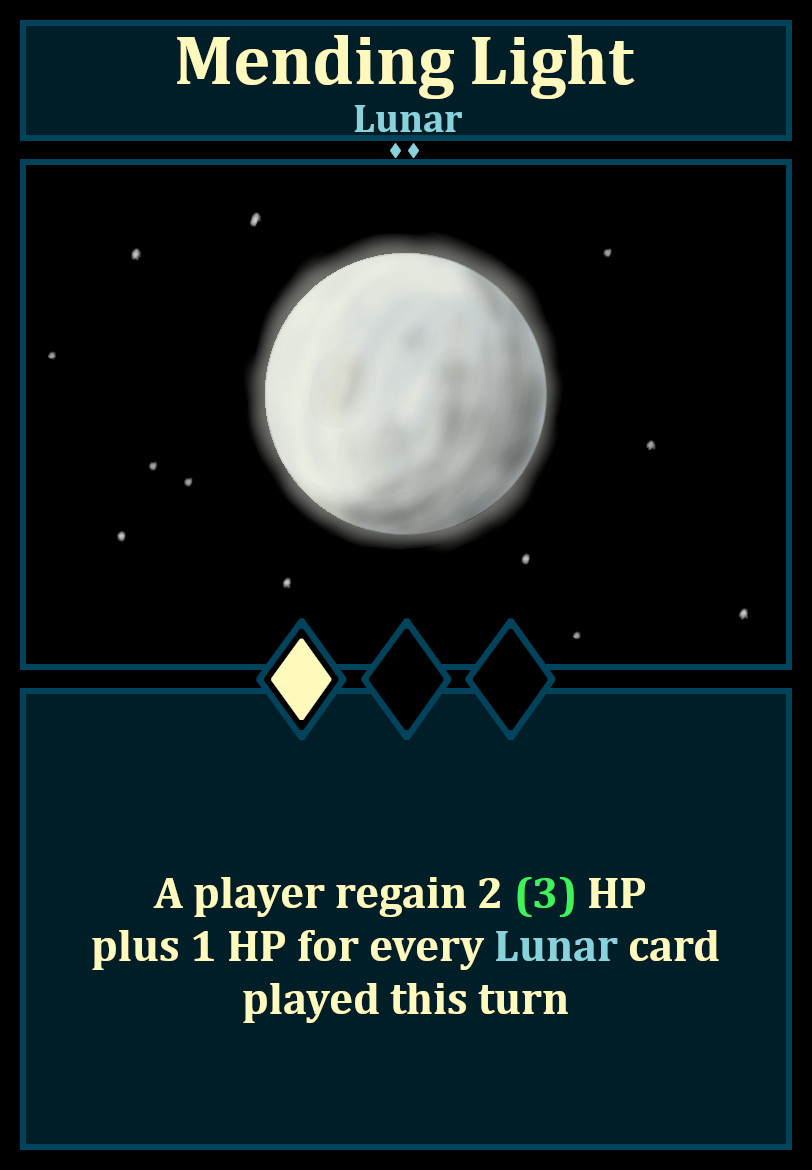 Mending Light
Lunar
A player regain 2 (3) HP
plus 1 HP for every Lunar card
played this turn